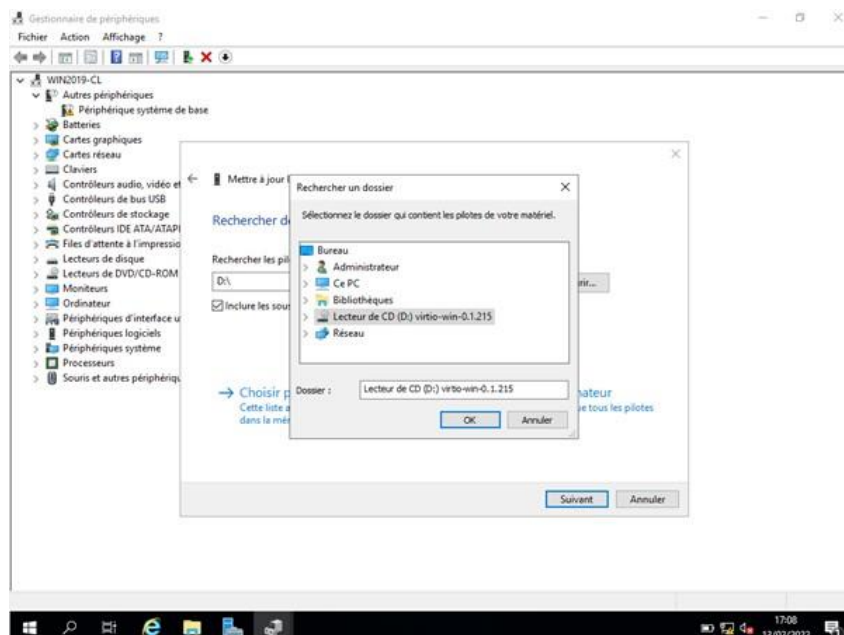 Gestionnaire de périphériques
Fichier Action Affichage ?
WIN2019-CL
Autres périphériques
Périphérique système de base
Batteries
Cartes graphiques
Cartes réseau
Claviers
Contrôleurs audio, vidéo et
Contrôleurs de bus USB
Contrôleurs de stockage
Contrôleurs IDE ATA/ATAPI
Files d'attente à l'impressio
Lecteurs de disque
Lecteurs de DVD/CD-ROM
Moniteurs
Ordinateur
Périphériques d'interface u
Périphériques logiciels
Périphériques système
Processeurs
Souris et autres périphériqu
Mettre à jour l
Rechercher de
Rechercher les pil
D:\
rir...
Inclure les sous
Choisir p
nateur
Cette liste a
ue tous les pilotes
dans la mêm
Suivant Annuler
Rechercher un dossier
Sélectionnez le dossier qui contient les pilotes de votre matériel.
Bureau
Administrateur
Ce PC
Bibliothèques
Lecteur de CD (D:) virtio-win-0.1.215
Réseau
Dossier : Lecteur de CD (D:) virtio-win-0.1.215
OK Annuler
17:08